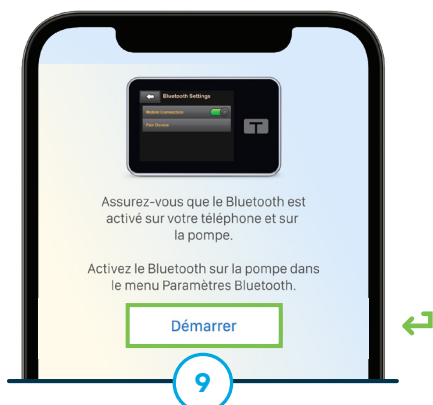 Bluetooth Settings
Mobile Connection
Pair Device
T
Assurez-vous que le Bluetooth est
activé sur votre téléphone et sur
la pompe.
Activez le Bluetooth sur la pompe dans
le menu Paramètres Bluetooth.
Démarrer
9